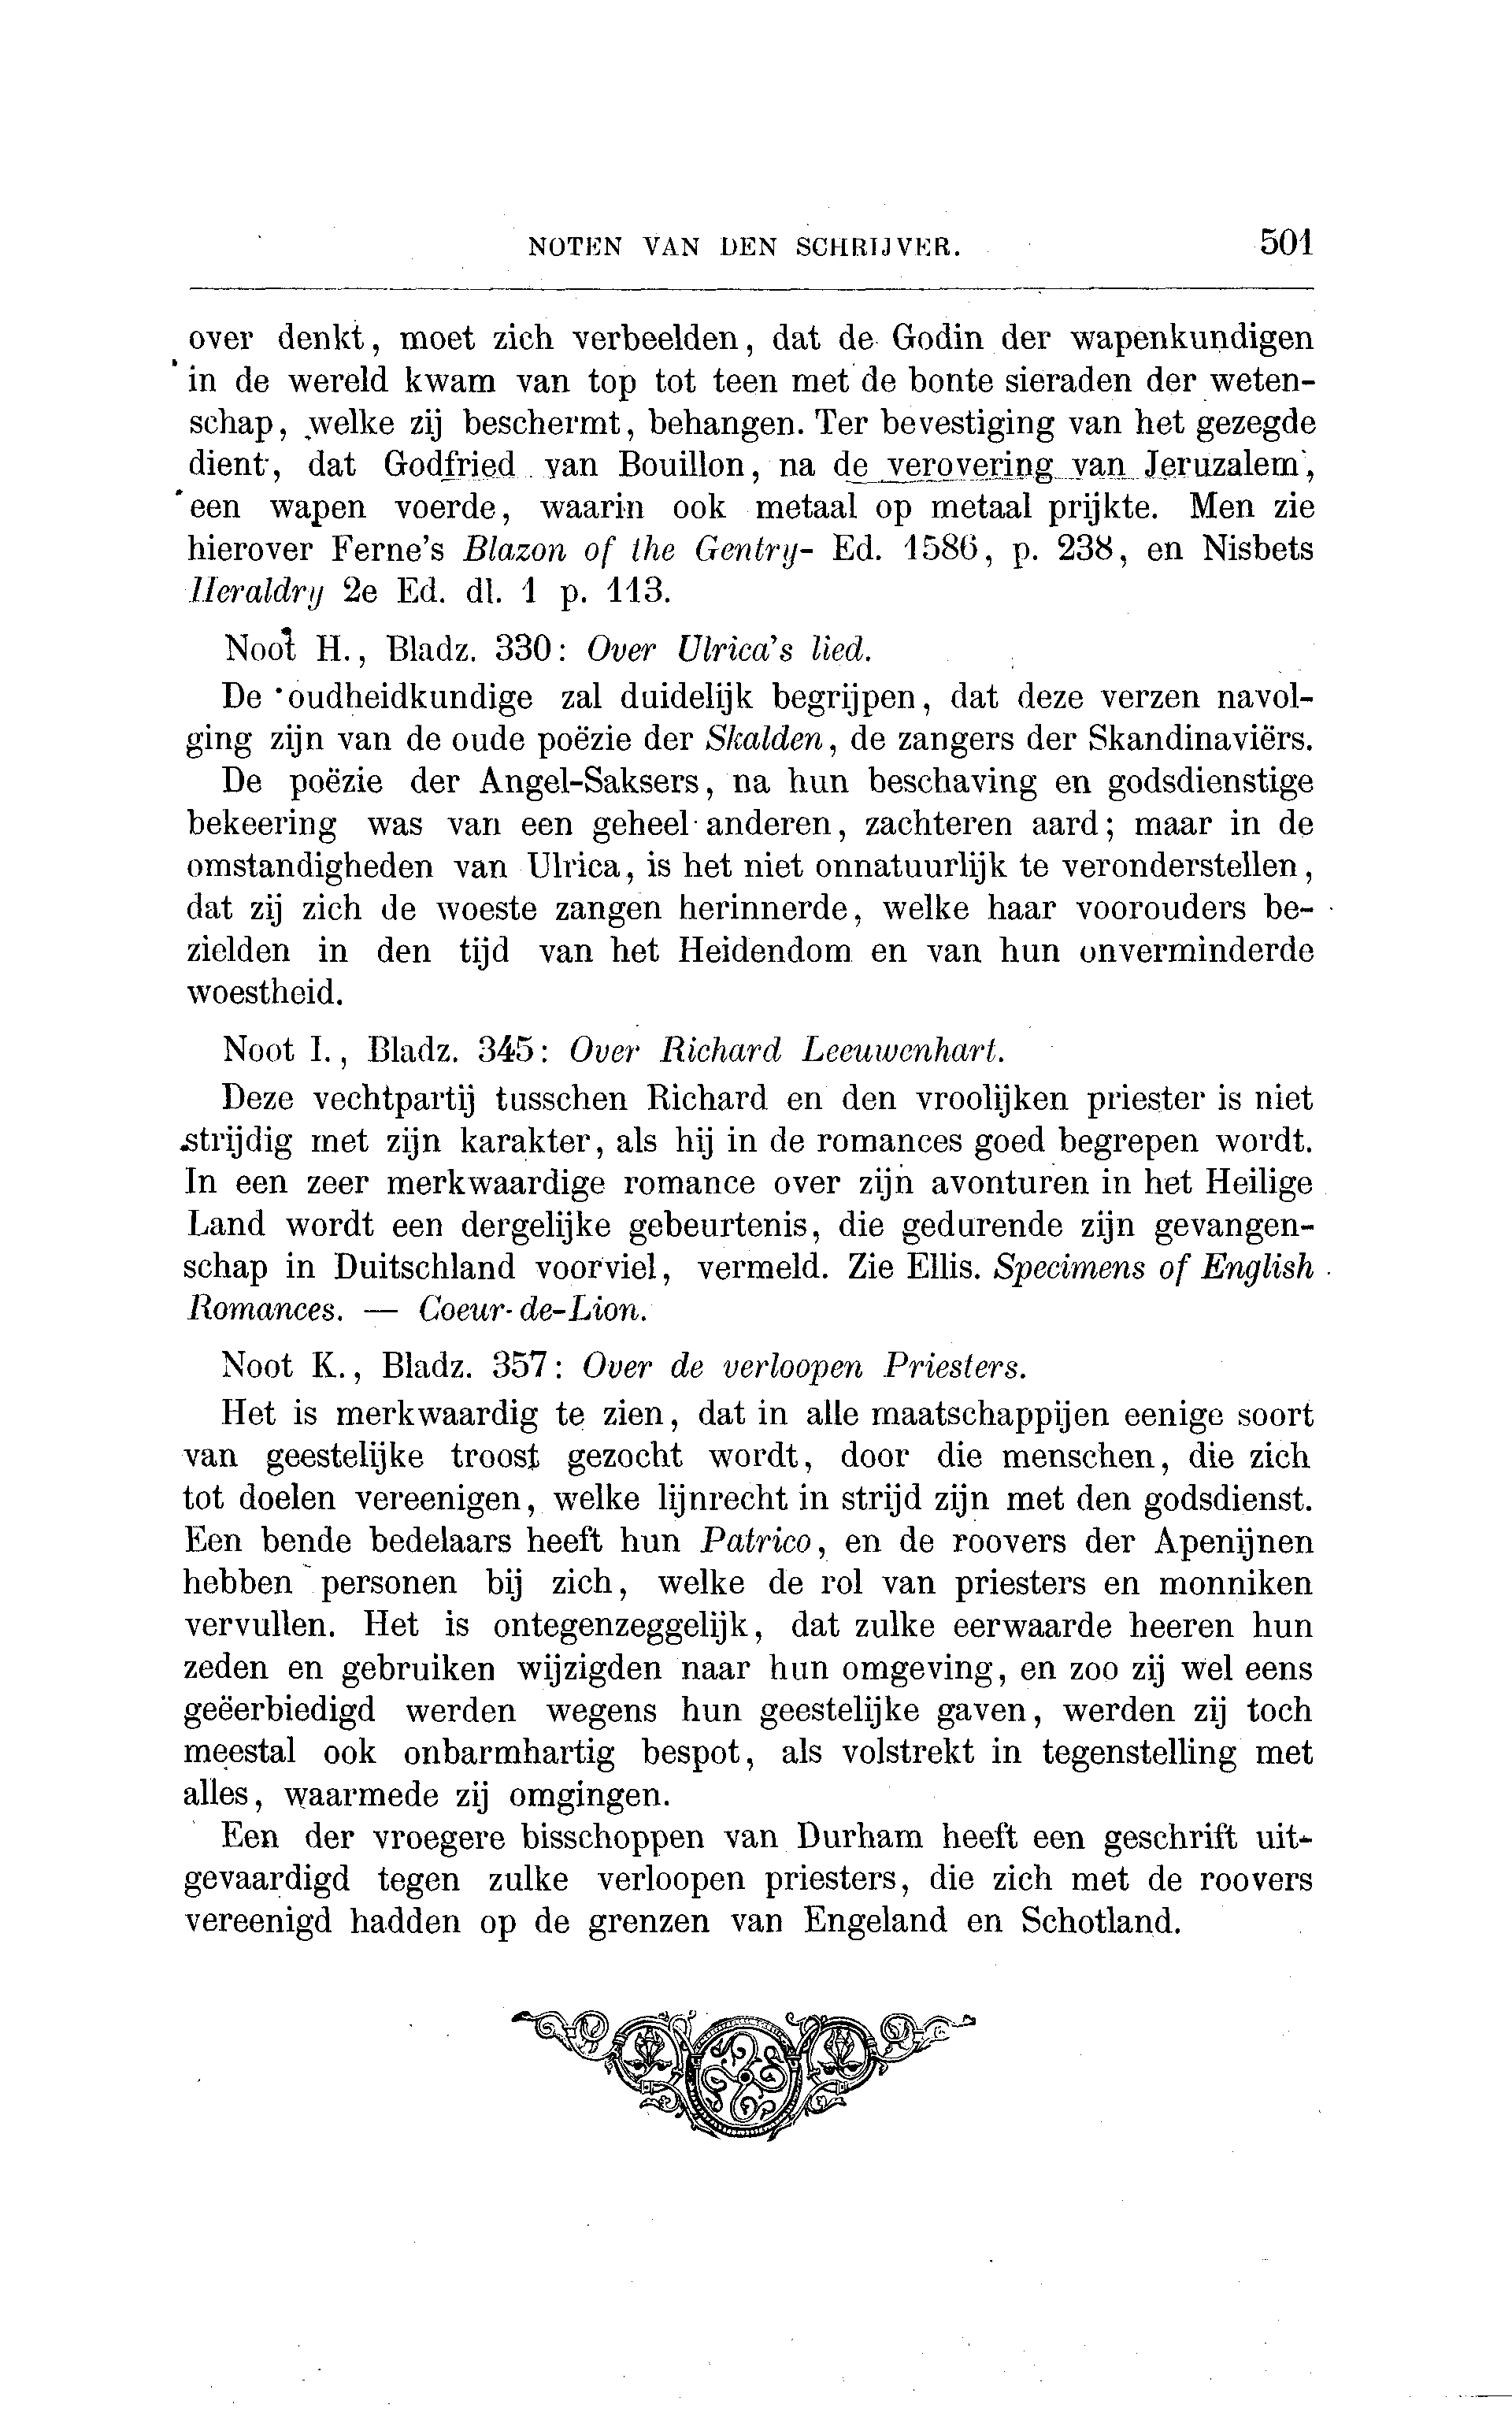 NOTEN VAN DEN SCHRIJVER. 501
over denkt, moet zich verbeelden, dat de Godin der wapenkundigen
in de wereld kwam van top tot teen met de bonte sieraden der weten-
schap, welke zij beschermt, behangen. Ter bevestiging van het gezegde
dient, dat Godfried van Bouillon, na de verovering van Jeruzalem,
een wapen voerde, waarin ook metaal op metaal prijkte. Men zie
hierover Ferne's Blazon of the Gentry- Ed. 1586, p. 238, en Nisbets
Heraldry 2e Ed. dl. 1 p. 113.
Noot H., Bladz. 330: Over Ulrica's lied.
De oudheidkundige zal duidelijk begrijpen, dat deze verzen navol-
ging zijn van de oude poëzie der Skalden, de zangers der Skandinaviërs.
De poëzie der Angel-Saksers, na hun beschaving en godsdienstige
bekeering was van een geheel anderen, zachteren aard; maar in de
omstandigheden van Ulrica, is het niet onnatuurlijk te veronderstellen,
dat zij zich de woeste zangen herinnerde, welke haar voorouders be-
zielden in den tijd van het Heidendom en van hun onverminderde
woestheid.
Noot I., Bladz. 345: Over Richard Leeuwenhart.
Deze vechtpartij tusschen Richard en den vroolijken priester is niet
strijdig met zijn karakter, als hij in de romances goed begrepen wordt.
In een zeer merkwaardige romance over zijn avonturen in het Heilige
Land wordt een dergelijke gebeurtenis, die gedurende zijn gevangen-
schap in Duitschland voorviel, vermeld. Zie Ellis. Specimens of English
Romances. — Coeur-de-Lion.
Noot K., Bladz. 357: Over de verloopen Priesters.
Het is merkwaardig te zien, dat in alle maatschappijen eenige soort
van geestelijke troost gezocht wordt, door die menschen, die zich
tot doelen vereenigen, welke lijnrecht in strijd zijn met den godsdienst.
Een bende bedelaars heeft hun Patrico, en de roovers der Apenijnen
hebben personen bij zich, welke de rol van priesters en monniken
vervullen. Het is ontegenzeggelijk, dat zulke eerwaarde heeren hun
zeden en gebruiken wijzigden naar hun omgeving, en zoo zij wel eens
geëerbiedigd werden wegens hun geestelijke gaven, werden zij toch
meestal ook onbarmhartig bespot, als volstrekt in tegenstelling met
alles, waarmede zij omgingen.
Een der vroegere bisschoppen van Durham heeft een geschrift uit-
gevaardigd tegen zulke verloopen priesters, die zich met de roovers
vereenigd hadden op de grenzen van Engeland en Schotland.